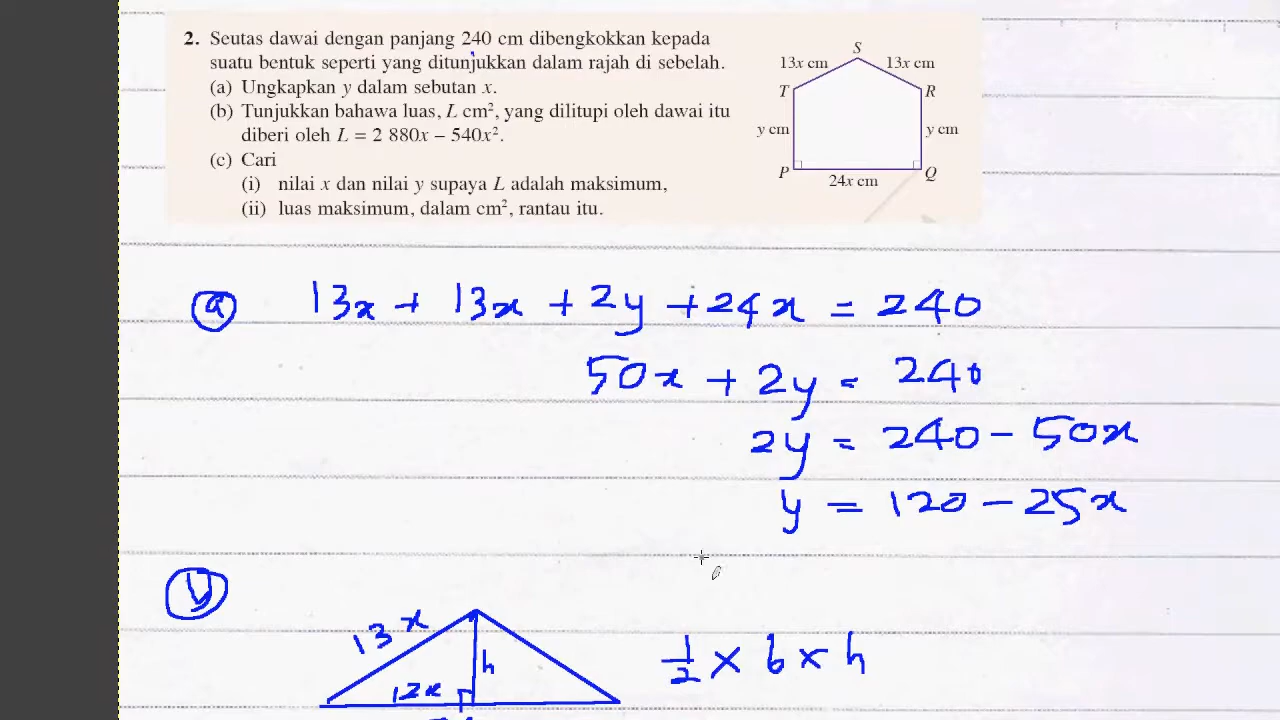 2. Seutas dawai dengan panjang 240 cm dibengkokkan kepada
suatu bentuk seperti yang ditunjukkan dalam rajah di sebelah.
(a) Ungkapkan y dalam sebutan x.
(b) Tunjukkan bahawa luas, L cm², yang dilitupi oleh dawai itu
diberi oleh L = 2 880x – 540x².
(c) Cari
(i) nilai x dan nilai y supaya L adalah maksimum,
(ii) luas maksimum, dalam cm², rantau itu.
S
13x cm 13x cm
T R
y cm y cm
P Q
24x cm
(a) 13x + 13x + 2y + 24x = 240
50x + 2y = 240
2y = 240 - 50x
y = 120 - 25x
(b)
13x
h
12x
1/2 × b × h